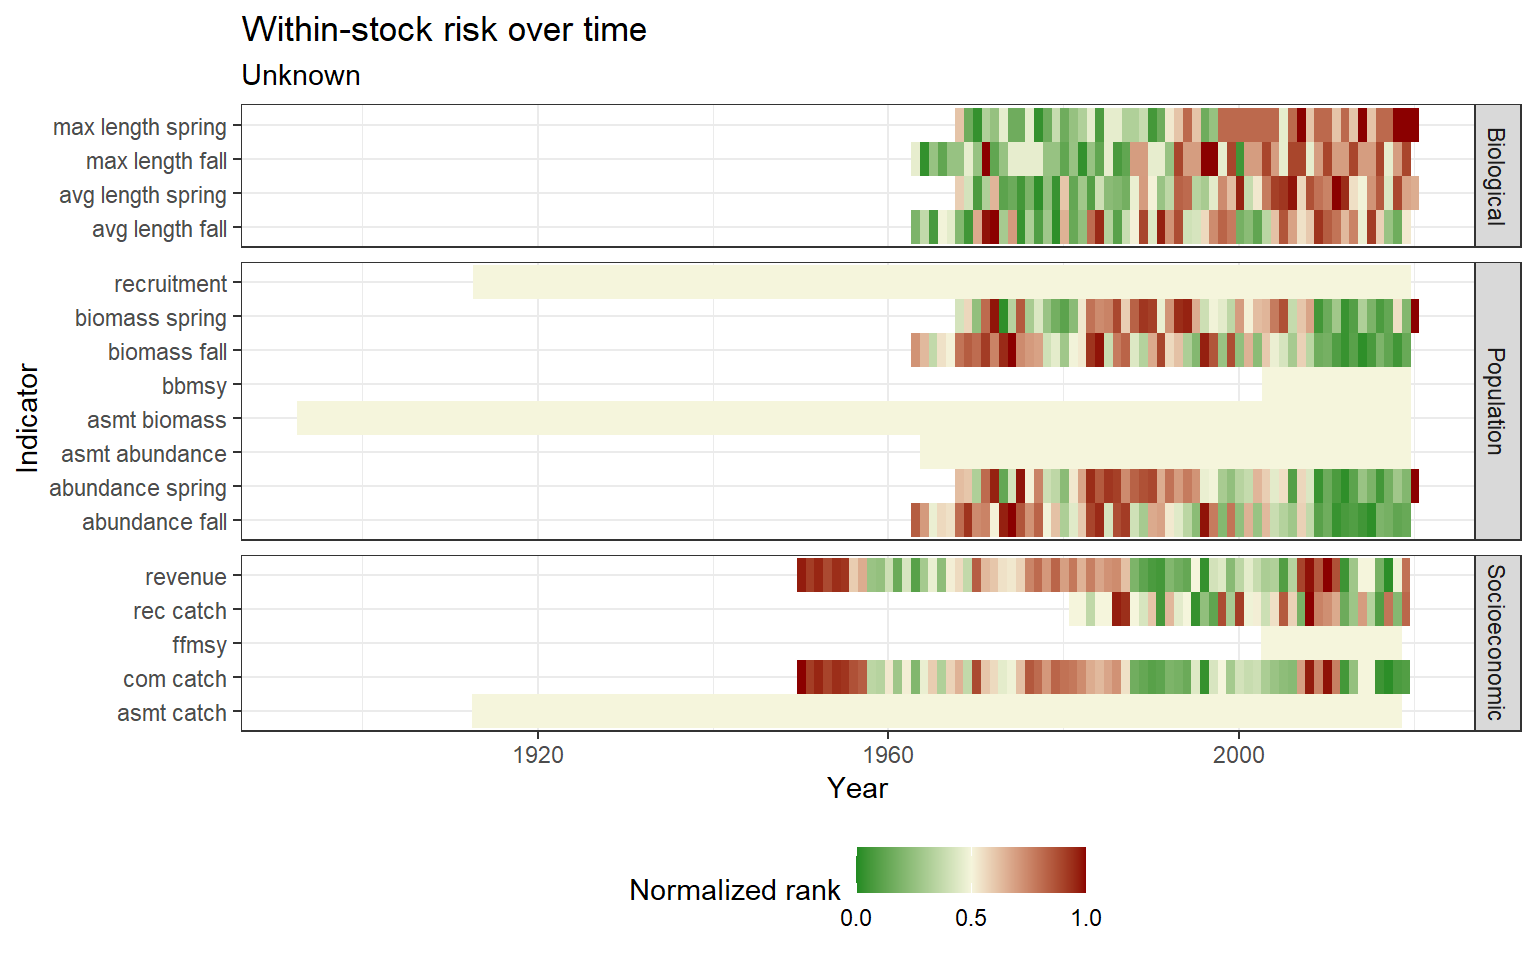 Within-stock risk over time
Unknown
max length spring
max length fall
avg length spring
avg length fall
Biological
recruitment
biomass spring
biomass fall
bbmsy
asmt biomass
asmt abundance
abundance spring
abundance fall
Population
revenue
rec catch
ffmsy
com catch
asmt catch
Socioeconomic
Indicator
1920 1960 2000
Year
Normalized rank
0.0 0.5 1.0